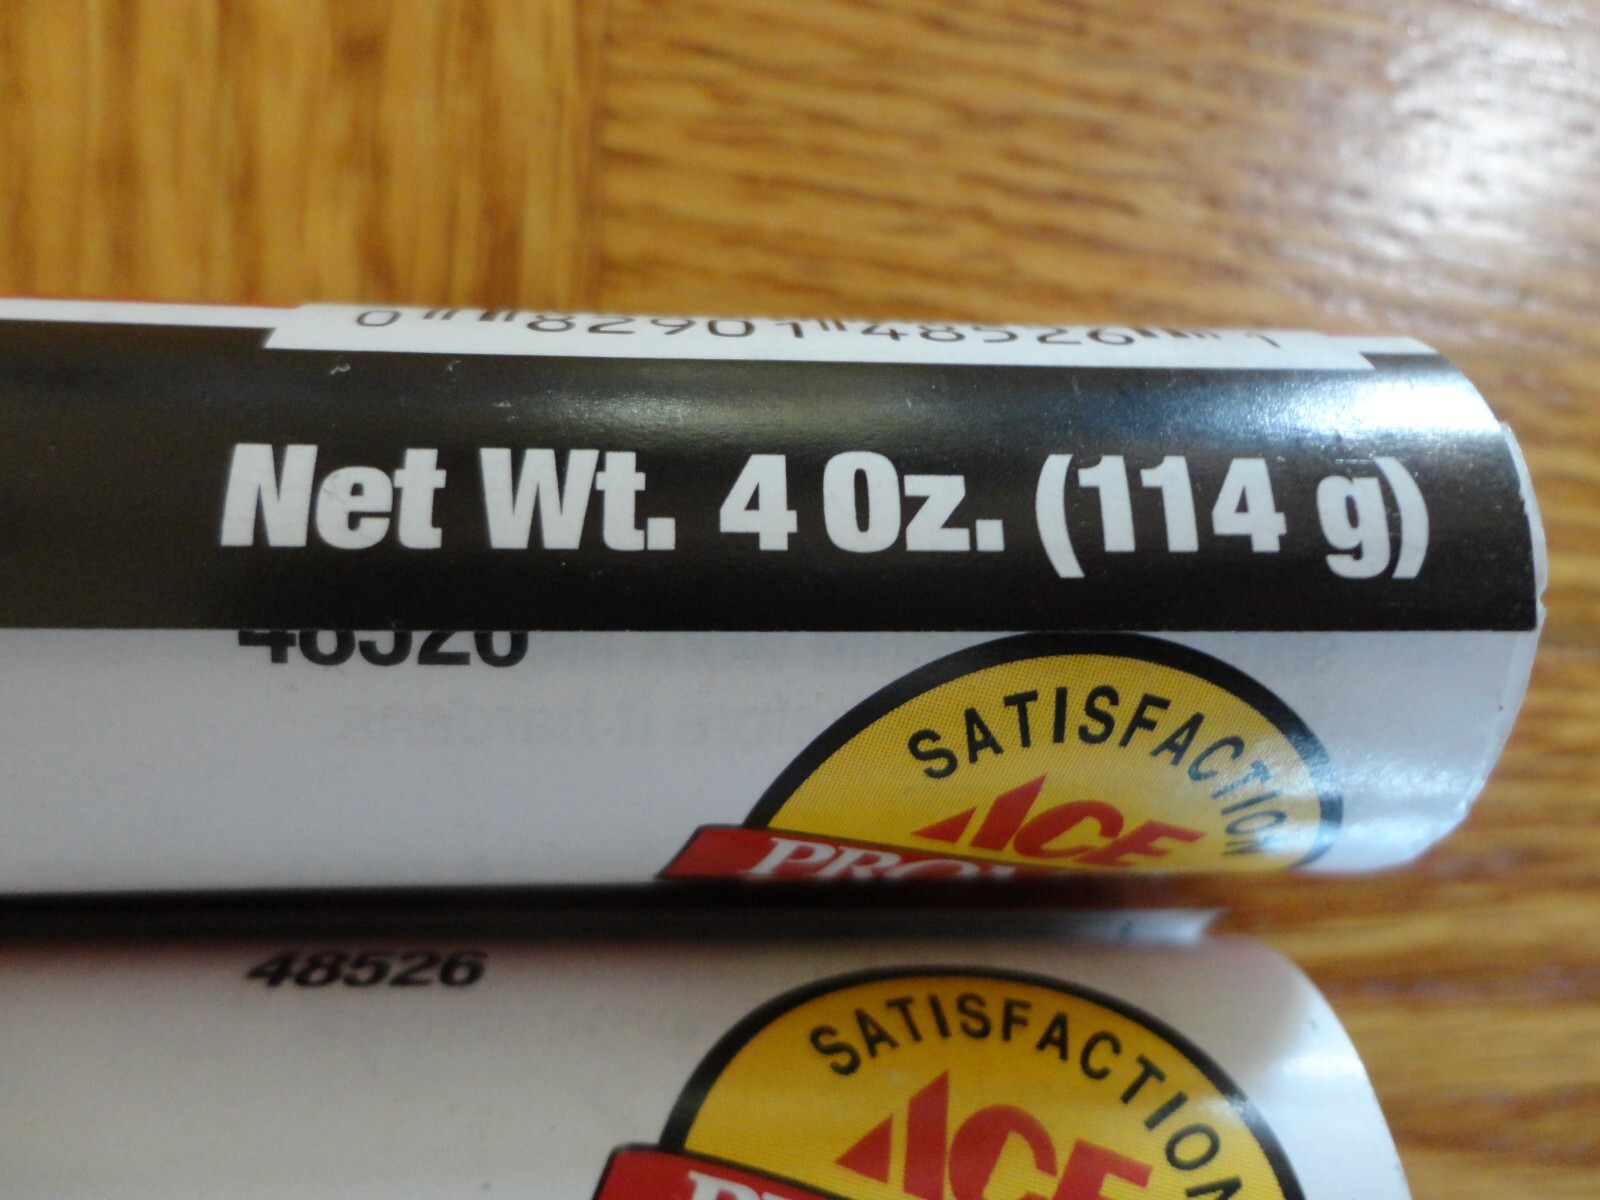 0 82901 48526 1
Net Wt. 4 Oz. (114 g)
48526
SATISFACTION
ACE
48526
SATISFACTION
ACE